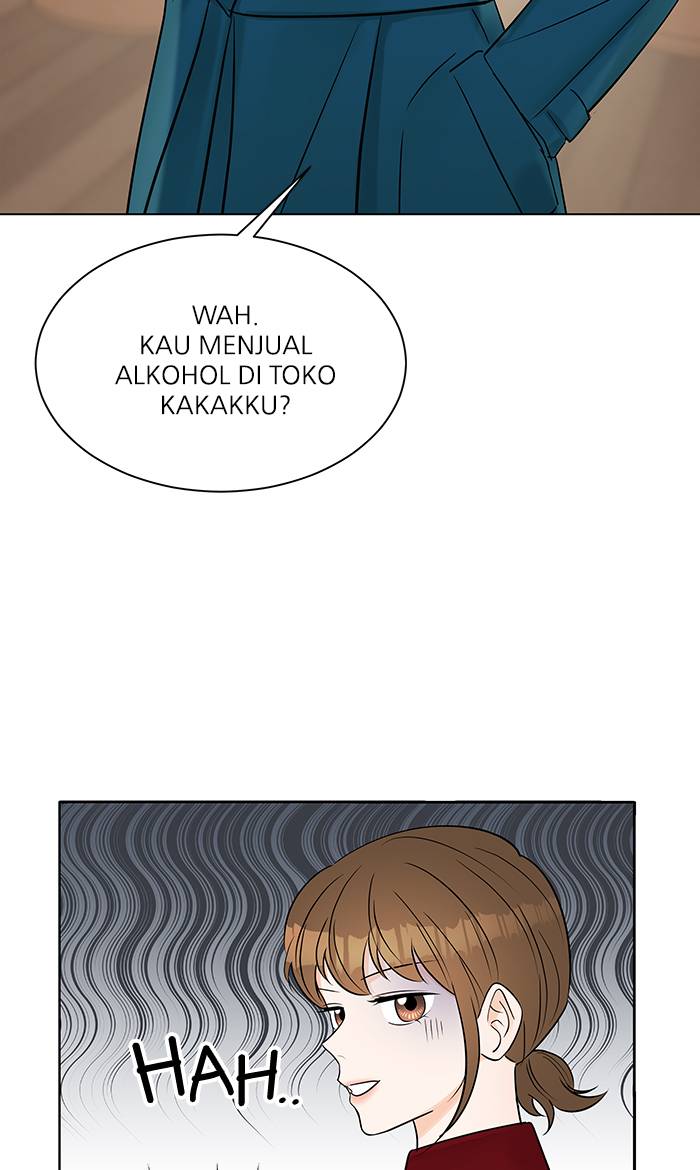 WAH.
KAU MENJUAL
ALKOHOL DI TOKO
KAKAKKU?
HAH..